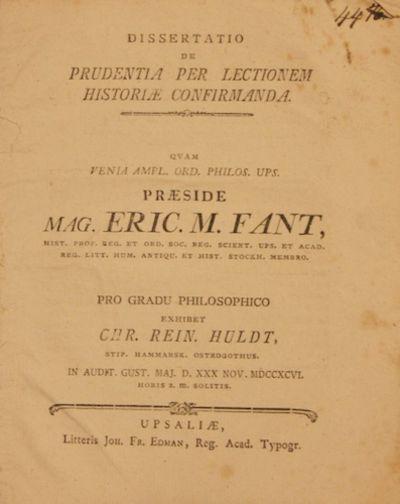 44
DISSERTATIO
DE
PRUDENTIA PER LECTIONEM
HISTORIÆ CONFIRMANDA.
QVAM
VENIA AMPL. ORD. PHILOS. UPS.
PRÆSIDE
MAG. ERIC. M. FANT,
HIST. PROF. REG. ET ORD. SOC. REG. SCIENT. UPS. ET ACAD.
REG. LITT. HUM. ANTIQU. ET HIST. STOCKH. MEMBRO.
PRO GRADU PHILOSOPHICO
EXHIBET
CHR. REIN. HULDT,
STIP. HAMMARSK. OSTROGOTHUS.
IN AUDIT. GUST. MAJ. D. XXX NOV. MDCCXCVI.
HORIS a. m. SOLITIS.
UPSALIÆ,
Litteris Joh. Fr. Edman, Reg. Acad. Typogr.